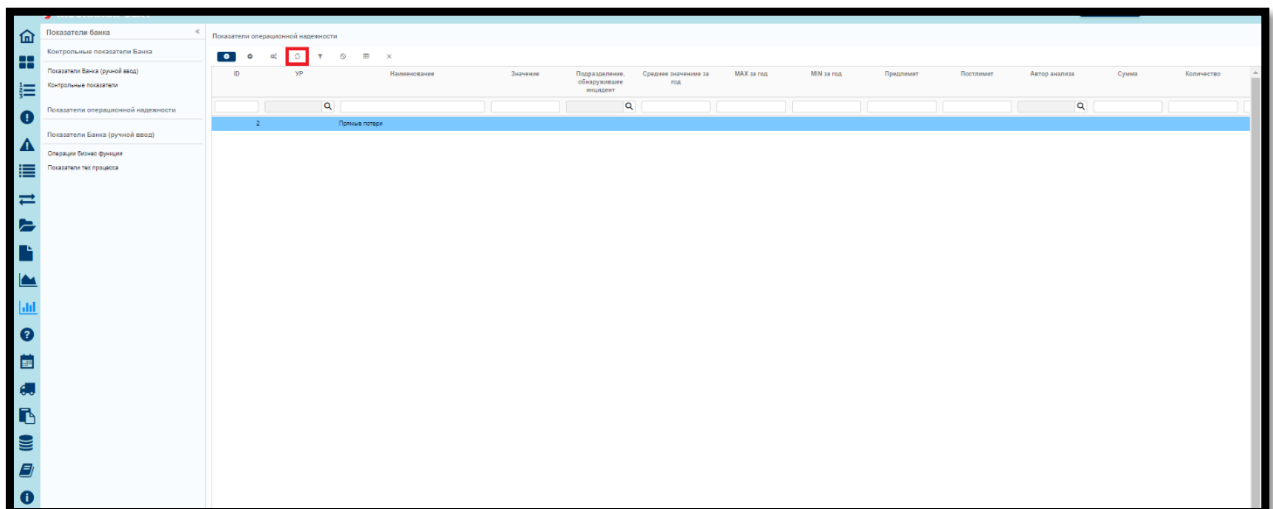 Показатели банка
Контрольные показатели Банка
Показатели Банка (ручной ввод)
Контрольные показатели
Показатели операционной надежности
Показатели Банка (ручной ввод)
Операции бизнес функции
Показатели тех процесса
Показатели операционной надежности
ID УР Наименование Значение Подразделение, обнаружившее инцидент Среднее значение за год MAX за год MIN за год Предлимит Постлимит Автор анализа Сумма Количество
2 Прямые потери